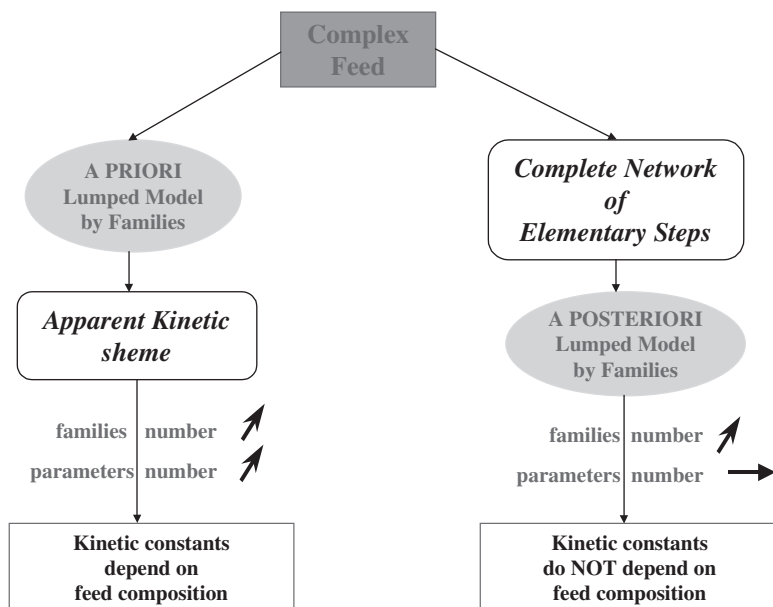 Complex
Feed
A PRIORI
Lumped Model
by Families
Apparent Kinetic
sheme
families number
parameters number
Kinetic constants
depend on
feed composition
Complete Network
of
Elementary Steps
A POSTERIORI
Lumped Model
by Families
families number
parameters number
Kinetic constants
do NOT depend on
feed composition